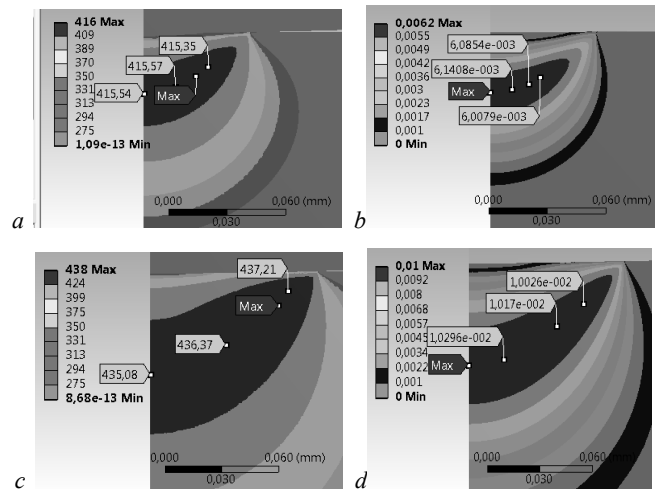 a
416 Max
409
389
370
350
331
313
294
275
1,09e-13 Min
415,35
415,57
415,54
Max
0,000
0,060 (mm)
0,030
b
0,0062 Max
0,0055
0,0049
0,0042
0,0036
0,003
0,0023
0,0017
0,001
0 Min
6,0854e-003
6,1408e-003
Max
6,0079e-003
0,000
0,060 (mm)
0,030
c
438 Max
424
399
375
350
331
313
294
275
8,68e-13 Min
437,21
Max
436,37
435,08
0,000
0,060 (mm)
0,030
d
0,01 Max
0,0092
0,008
0,0068
0,0057
0,0045
0,0034
0,0022
0,001
0 Min
1,0026e-002
1,017e-002
1,0296e-002
Max
0,000
0,060 (mm)
0,030